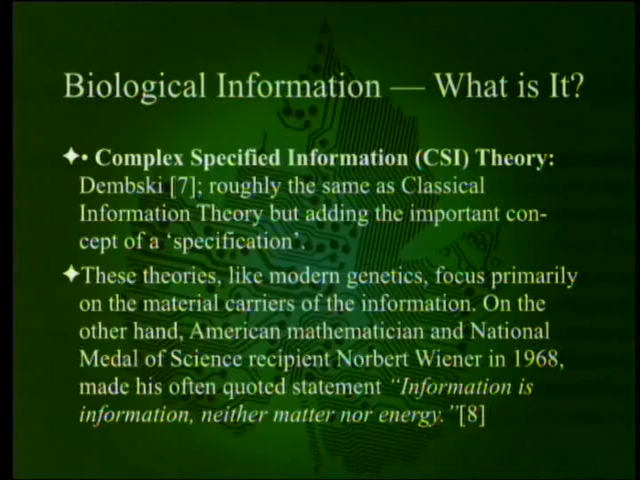 Biological Information — What is It?
✦• Complex Specified Information (CSI) Theory:
Dembski [7]; roughly the same as Classical
Information Theory but adding the important con-
cept of a ‘specification’.
✦These theories, like modern genetics, focus primarily
on the material carriers of the information. On the
other hand, American mathematician and National
Medal of Science recipient Norbert Wiener in 1968,
made his often quoted statement “Information is
information, neither matter nor energy.”[8]